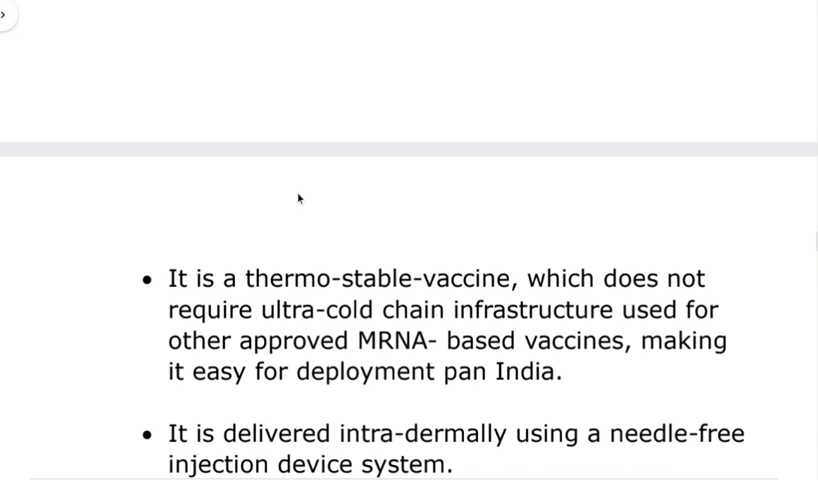 • It is a thermo-stable-vaccine, which does not
require ultra-cold chain infrastructure used for
other approved MRNA- based vaccines, making
it easy for deployment pan India.
• It is delivered intra-dermally using a needle-free
injection device system.